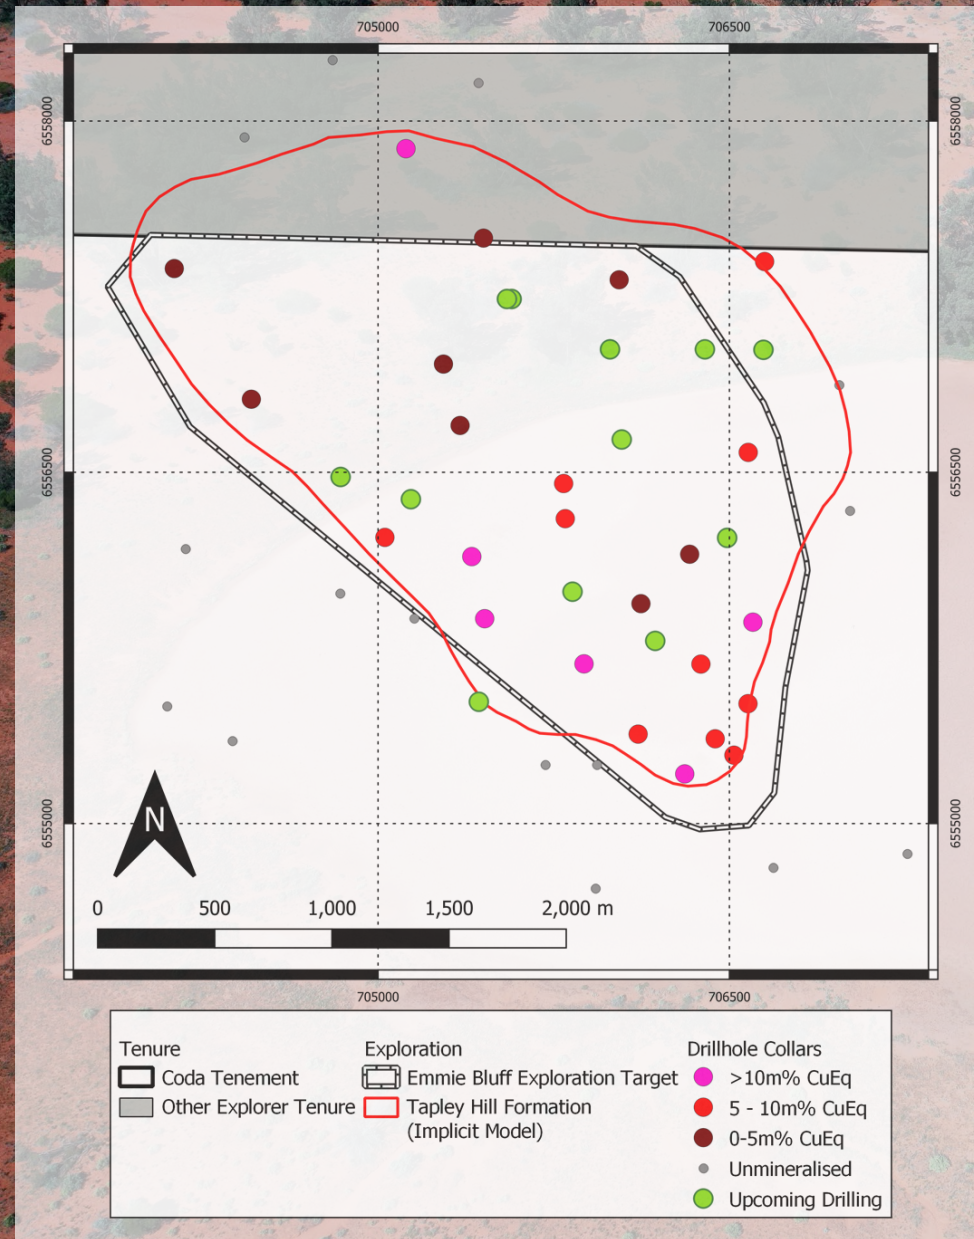 705000
706500
6558000
6558000
6556500
6556500
6555000
6555000
N
0
500
1,000
1,500
2,000 m
705000
706500
Tenure
Coda Tenement
Other Explorer Tenure
Exploration
Emmie Bluff Exploration Target
Tapley Hill Formation
(Implicit Model)
Drillhole Collars
>10m% CuEq
5 - 10m% CuEq
0-5m% CuEq
Unmineralised
Upcoming Drilling